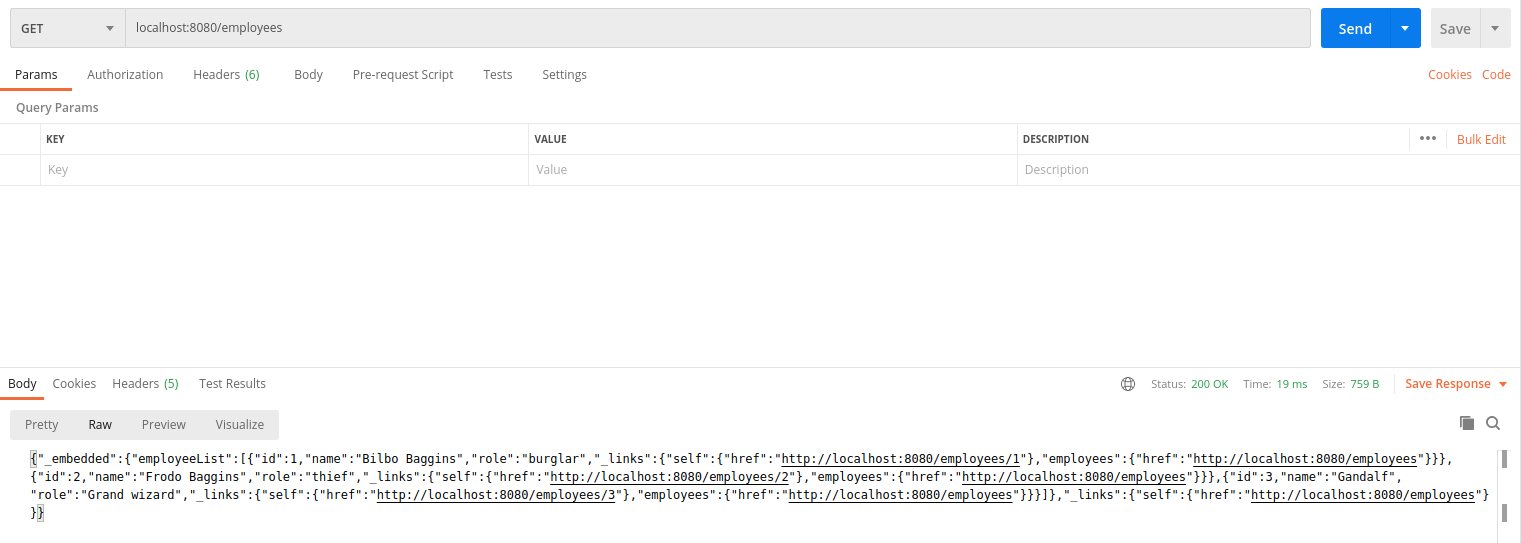 GET localhost:8080/employees Send Save
Params Authorization Headers (6) Body Pre-request Script Tests Settings Cookies Code
Query Params
KEY VALUE DESCRIPTION ••• Bulk Edit
Key Value Description
Body Cookies Headers (5) Test Results Status: 200 OK Time: 19 ms Size: 759 B Save Response
Pretty Raw Preview Visualize
{"_embedded":{"employeeList":[{"id":1,"name":"Bilbo Baggins","role":"burglar","_links":{"self":{"href":"http://localhost:8080/employees/1"},"employees":{"href":"http://localhost:8080/employees"}}},
{"id":2,"name":"Frodo Baggins","role":"thief","_links":{"self":{"href":"http://localhost:8080/employees/2"},"employees":{"href":"http://localhost:8080/employees"}}},{"id":3,"name":"Gandalf",
"role":"Grand wizard","_links":{"self":{"href":"http://localhost:8080/employees/3"},"employees":{"href":"http://localhost:8080/employees"}}}]},"_links":{"self":{"href":"http://localhost:8080/employees"}
}}